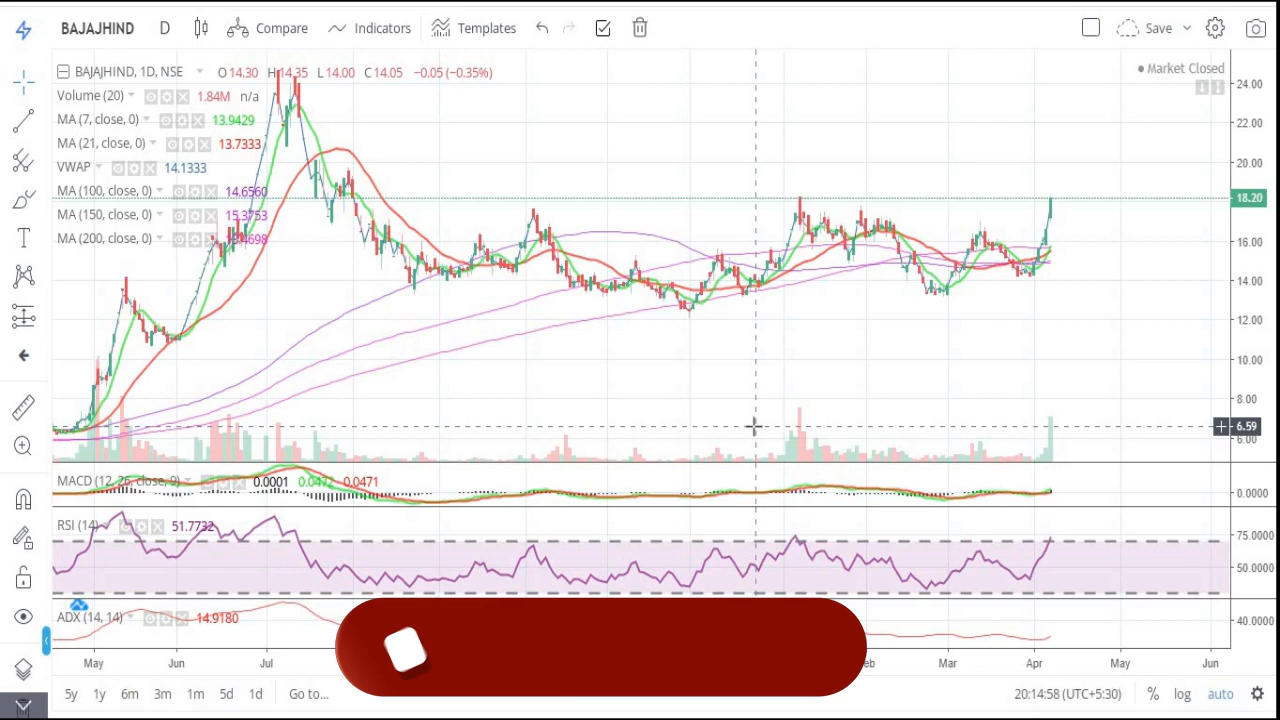 BAJAJHIND D Compare Indicators Templates Save
BAJAJHIND, 1D, NSE O14.30 H14.35 L14.00 C14.05 −0.05 (−0.35%)
Market Closed
Volume (20) 1.84M n/a
MA (7, close, 0) 13.9429
MA (21, close, 0) 13.7333
VWAP 14.1333
MA (100, close, 0) 14.6560
MA (150, close, 0) 15.3753
MA (200, close, 0)
24.00
22.00
20.00
18.20
16.00
14.00
12.00
10.00
8.00
6.59
6.00
MACD (12, 26, close, 9) 0.0001 0.0472 0.0471
0.0000
RSI (14) 51.7732
75.0000
50.0000
ADX (14, 14) 14.9180
40.0000
May Jun Jul Mar Apr May Jun
5y 1y 6m 3m 1m 5d 1d Go to... 20:14:58 (UTC+5:30) % log auto